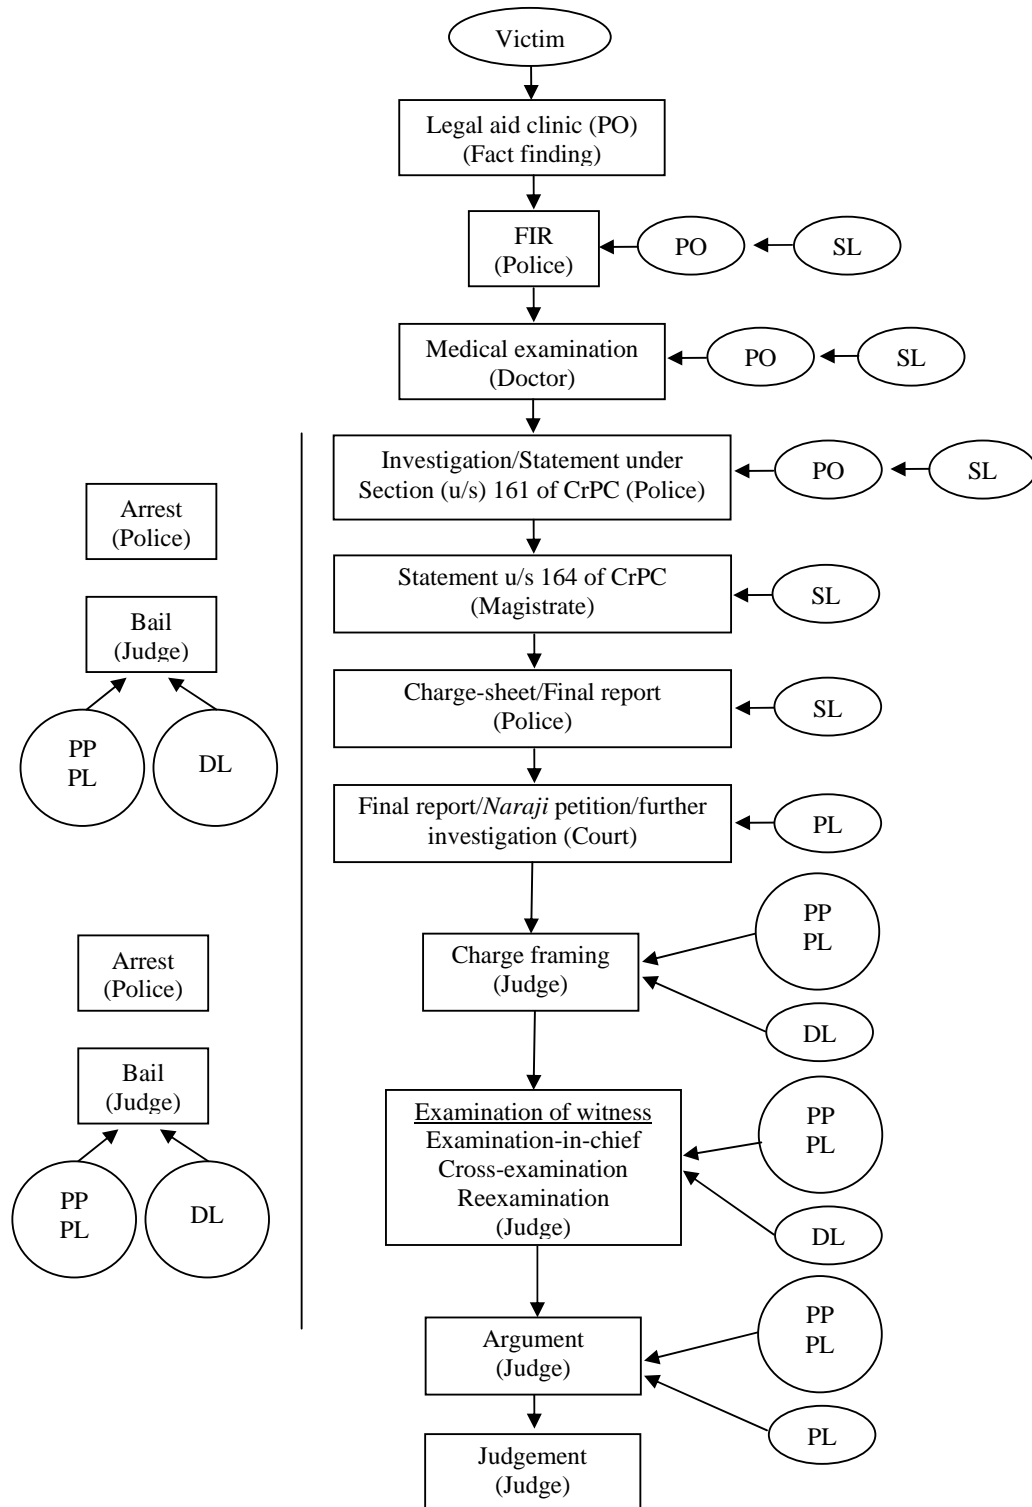 Victim
Legal aid clinic (PO)
(Fact finding)
FIR
(Police)
PO
SL
Medical examination
(Doctor)
PO
SL
Investigation/Statement under
Section (u/s) 161 of CrPC (Police)
PO
SL
Arrest
(Police)
Statement u/s 164 of CrPC
(Magistrate)
SL
Bail
(Judge)
PP
PL
DL
Charge-sheet/Final report
(Police)
SL
Final report/Naraji petition/further
investigation (Court)
PL
Charge framing
(Judge)
PP
PL
DL
Arrest
(Police)
Bail
(Judge)
PP
PL
DL
Examination of witness
Examination-in-chief
Cross-examination
Reexamination
(Judge)
PP
PL
DL
Argument
(Judge)
PP
PL
PL
Judgement
(Judge)